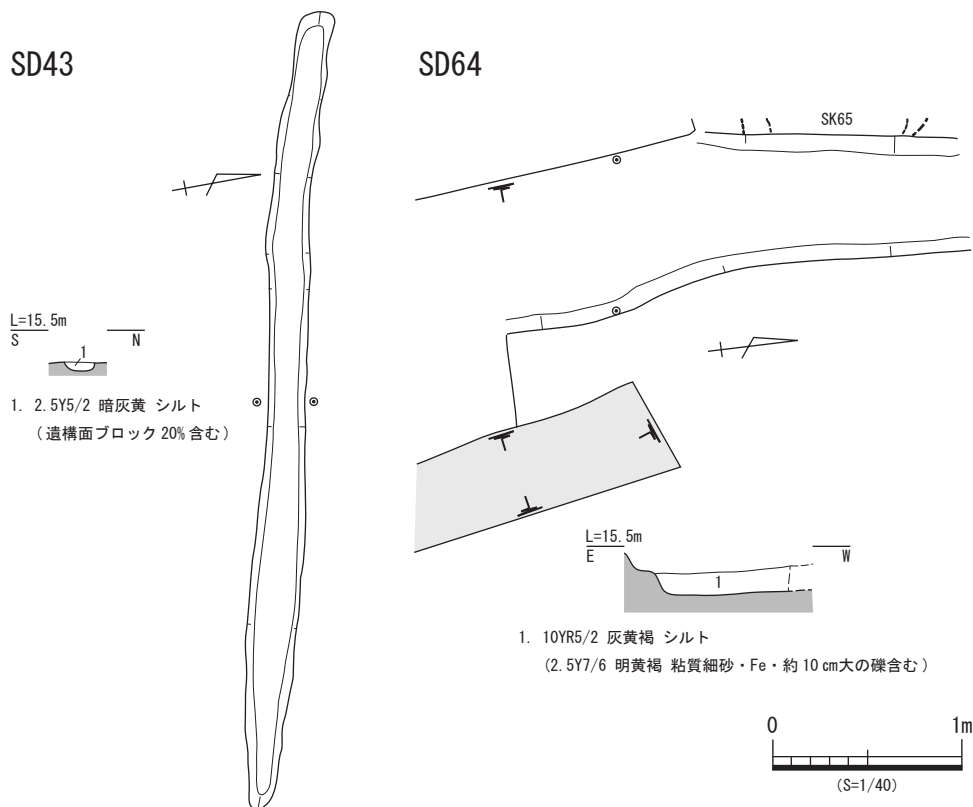 SD43
L=15.5m
S N
1
1. 2.5Y5/2 暗灰黄 シルト
（遺構面ブロック 20% 含む）
SD64
SK65
L=15.5m
E W
1
1. 10YR5/2 灰黄褐 シルト
（2.5Y7/6 明黄褐 粘質細砂・Fe・約 10 cm大の礫含む）
0 1m
(S=1/40)